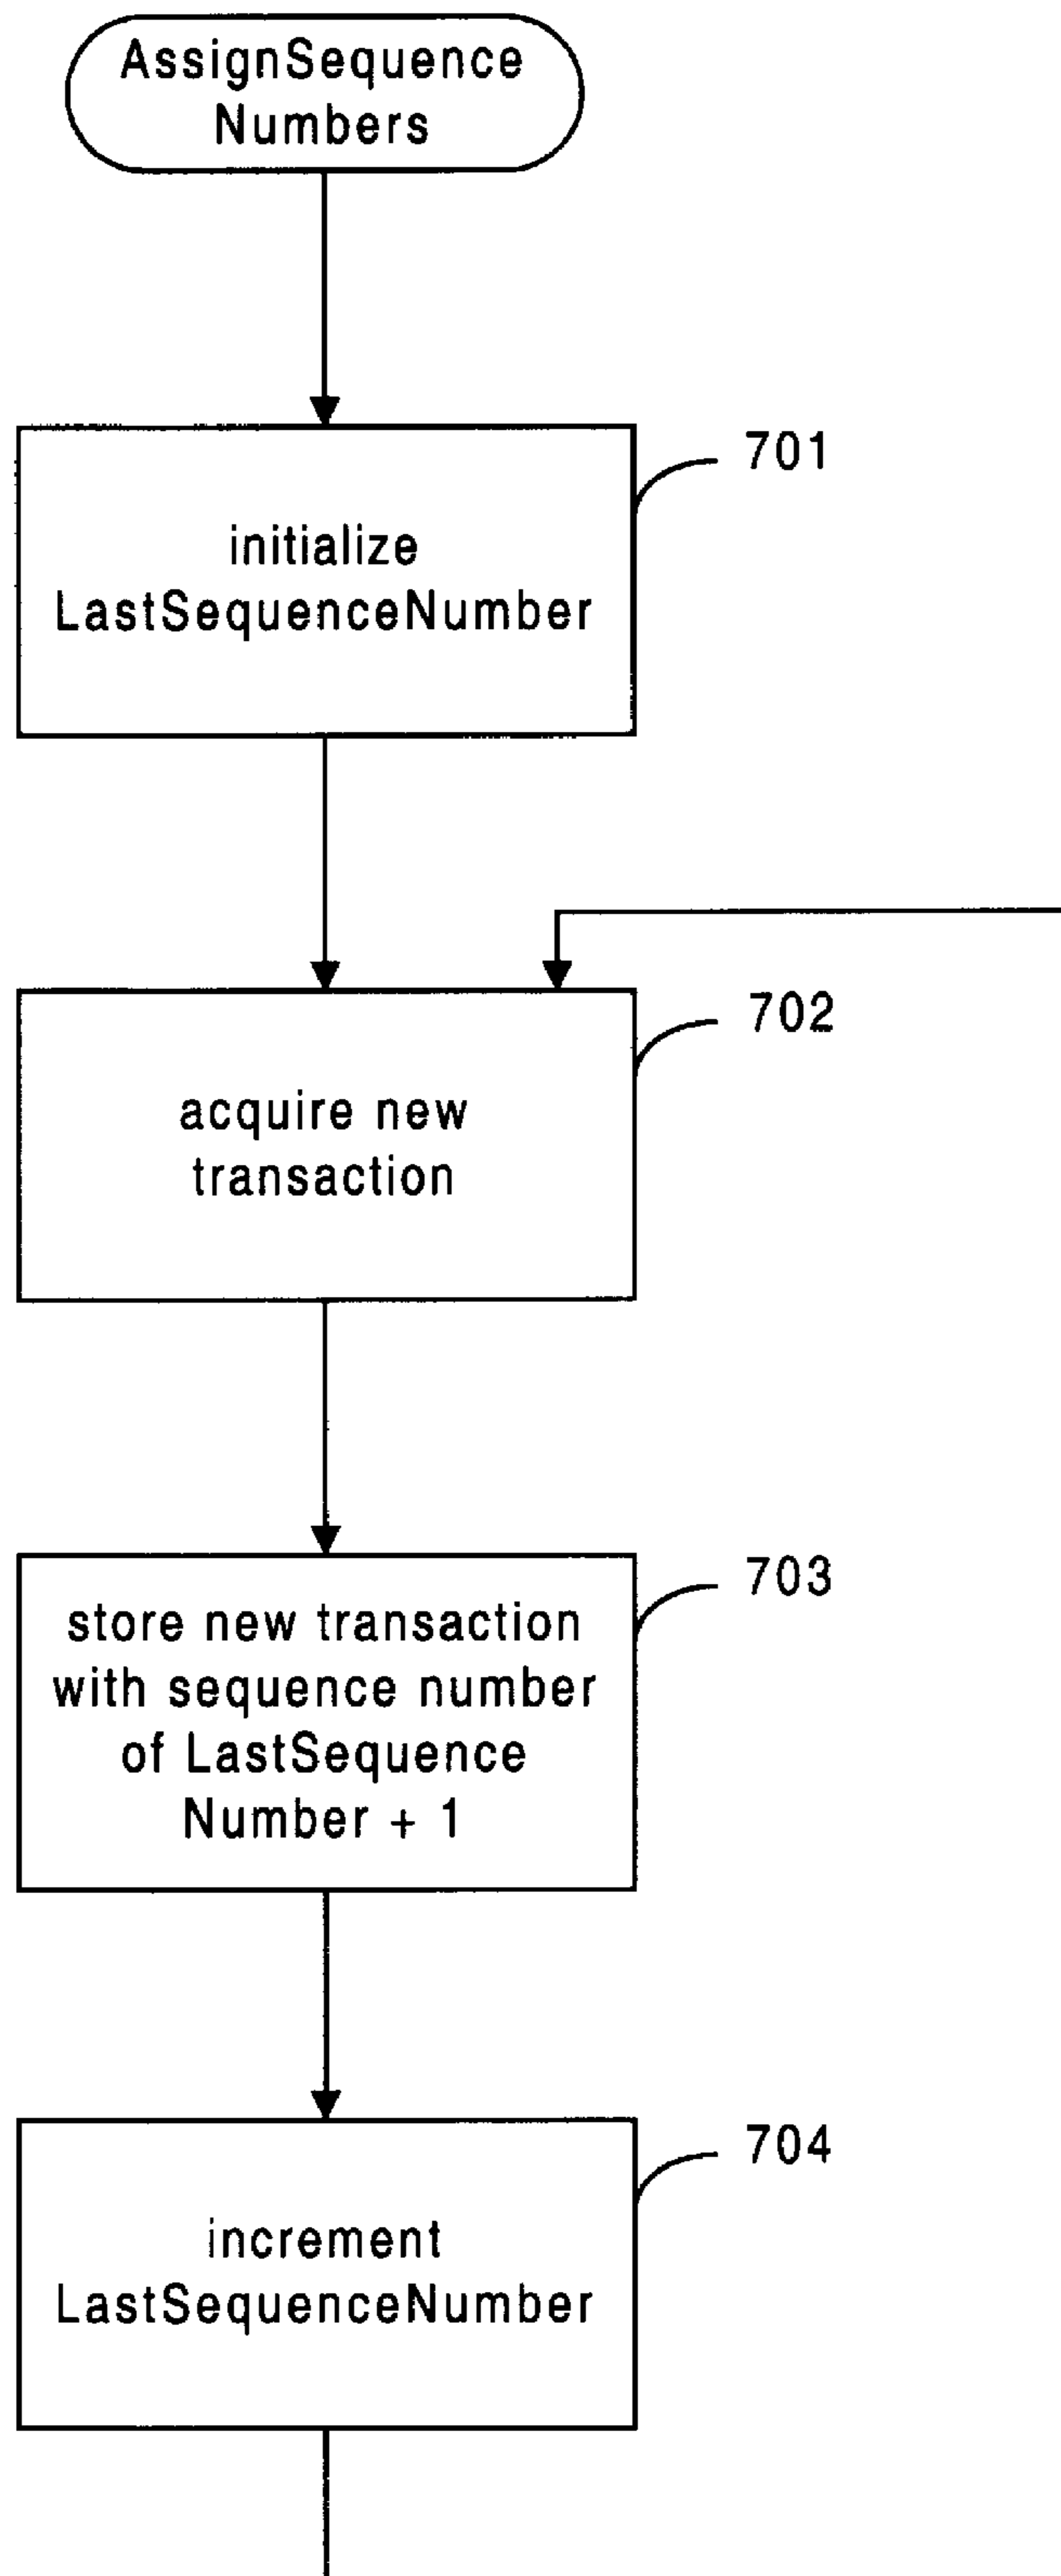 AssignSequence
Numbers
701
initialize
LastSequenceNumber
702
acquire new
transaction
703
store new transaction
with sequence number
of LastSequence
Number + 1
704
increment
LastSequenceNumber